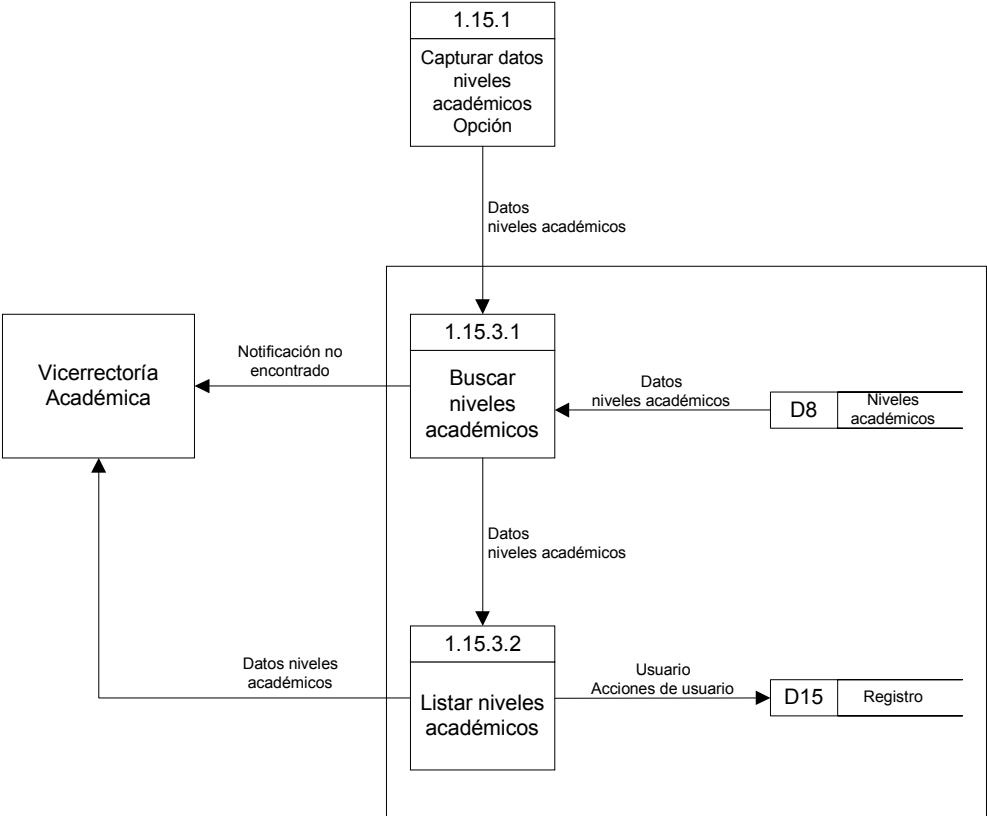 1.15.1
Capturar datos
niveles
académicos
Opción
Datos
niveles académicos
1.15.3.1
Buscar
niveles
académicos
Vicerrectoría
Académica
Notificación no
encontrado
Datos
niveles académicos
D8
Niveles
académicos
Datos
niveles académicos
1.15.3.2
Listar niveles
académicos
Datos niveles
académicos
Usuario
Acciones de usuario
D15
Registro